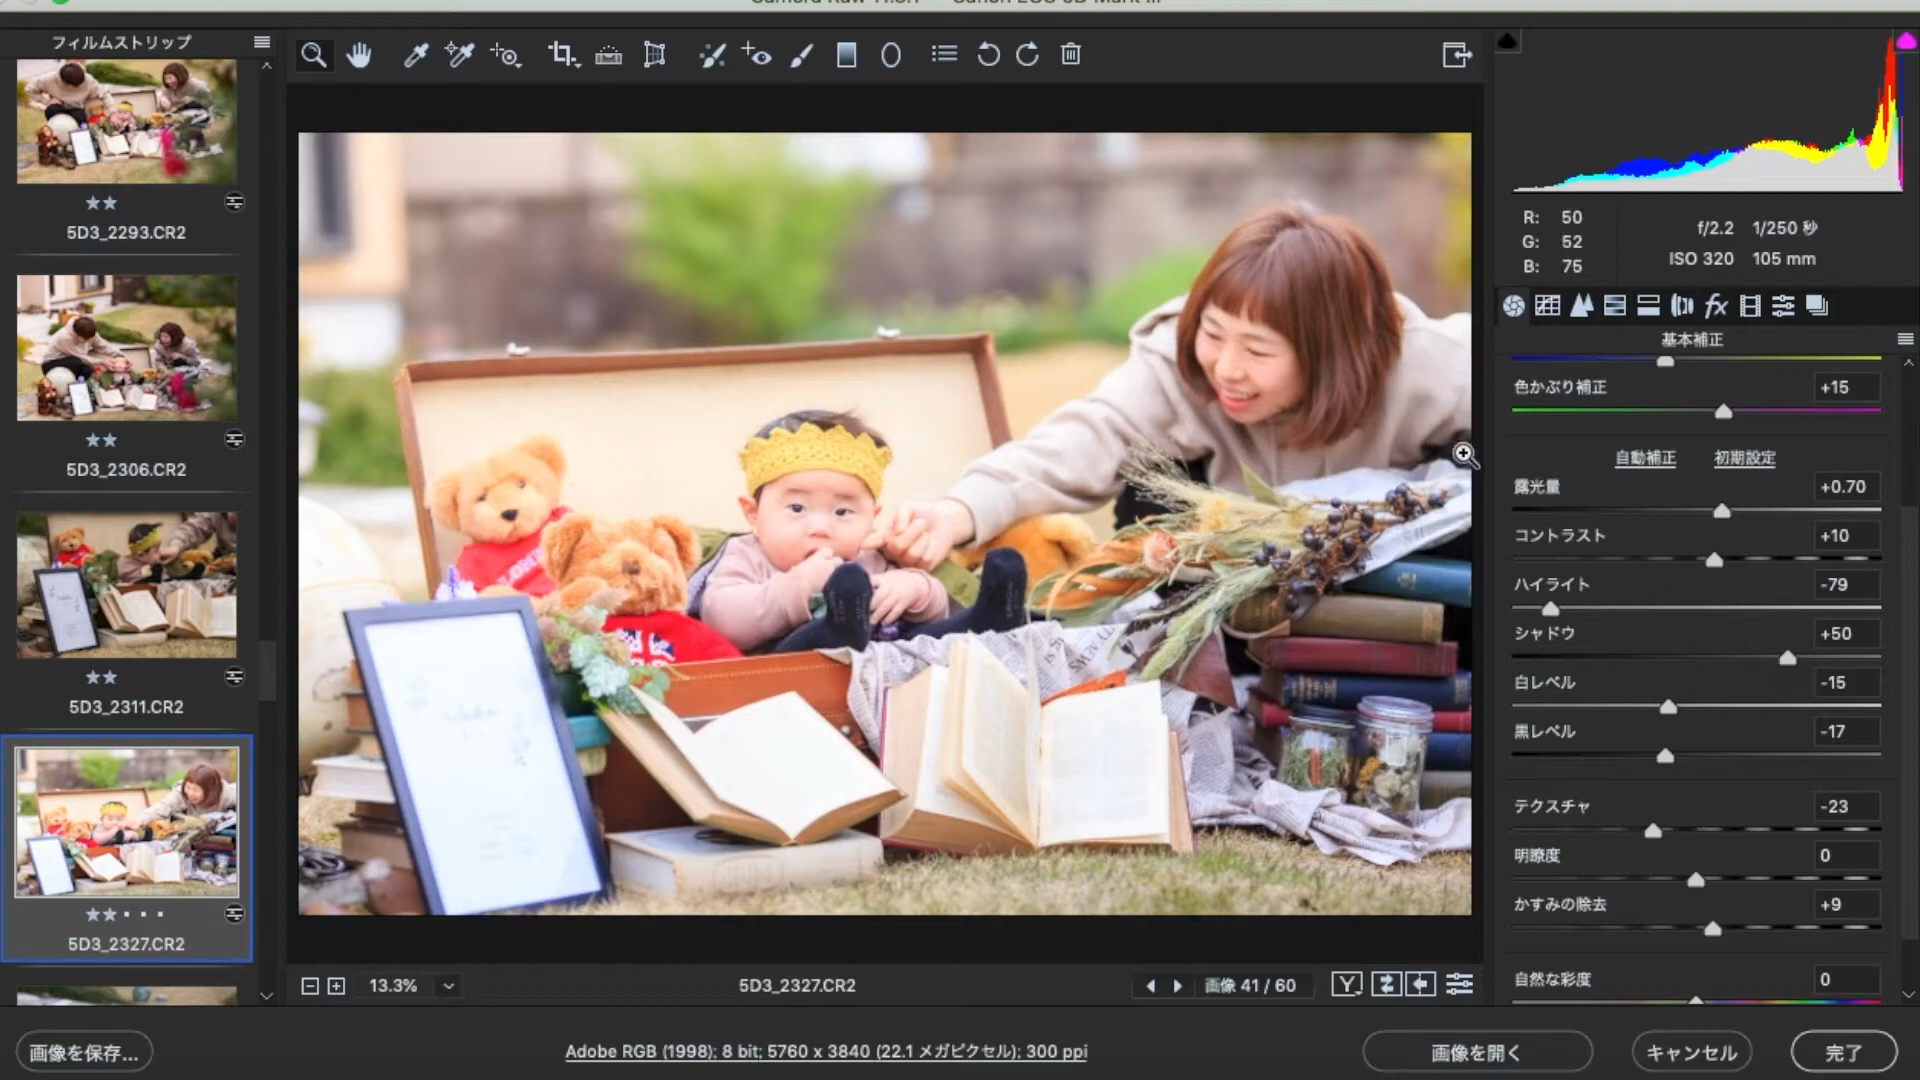 フィルムストリップ
5D3_2293.CR2
5D3_2306.CR2
5D3_2311.CR2
5D3_2327.CR2
R: 50
G: 52
B: 75
f/2.2 1/250 秒
ISO 320 105 mm
fx
基本補正
色かぶり補正 +15
自動補正 初期設定
露光量 +0.70
コントラスト +10
ハイライト -79
シャドウ +50
白レベル -15
黒レベル -17
テクスチャ -23
明瞭度 0
かすみの除去 +9
自然な彩度 0
13.3%
5D3_2327.CR2
画像 41 / 60
Y
画像を保存...
Adobe RGB (1998); 8 bit; 5760 x 3840 (22.1 メガピクセル); 300 ppi
画像を開く
キャンセル
完了